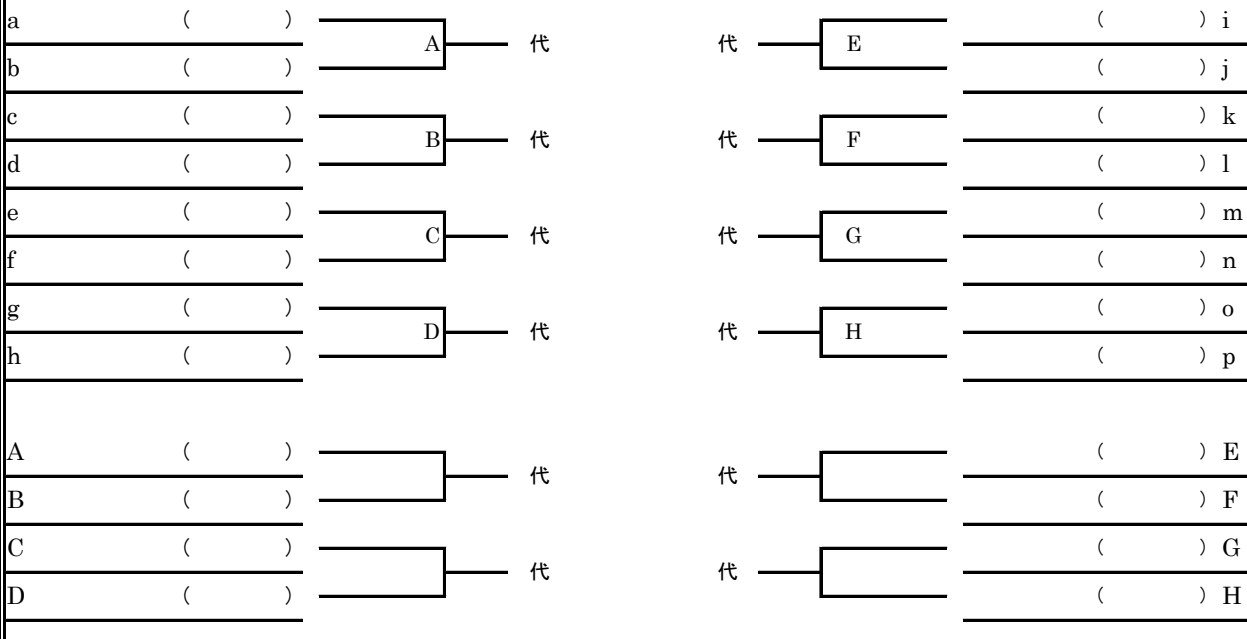 a ( ) ( ) i
A 代 代 E
b ( ) ( ) j
c ( ) ( ) k
B 代 代 F
d ( ) ( ) l
e ( ) ( ) m
C 代 代 G
f ( ) ( ) n
g ( ) ( ) o
D 代 代 H
h ( ) ( ) p
A ( ) ( ) E
代 代
B ( ) ( ) F
C ( ) ( ) G
代 代
D ( ) ( ) H